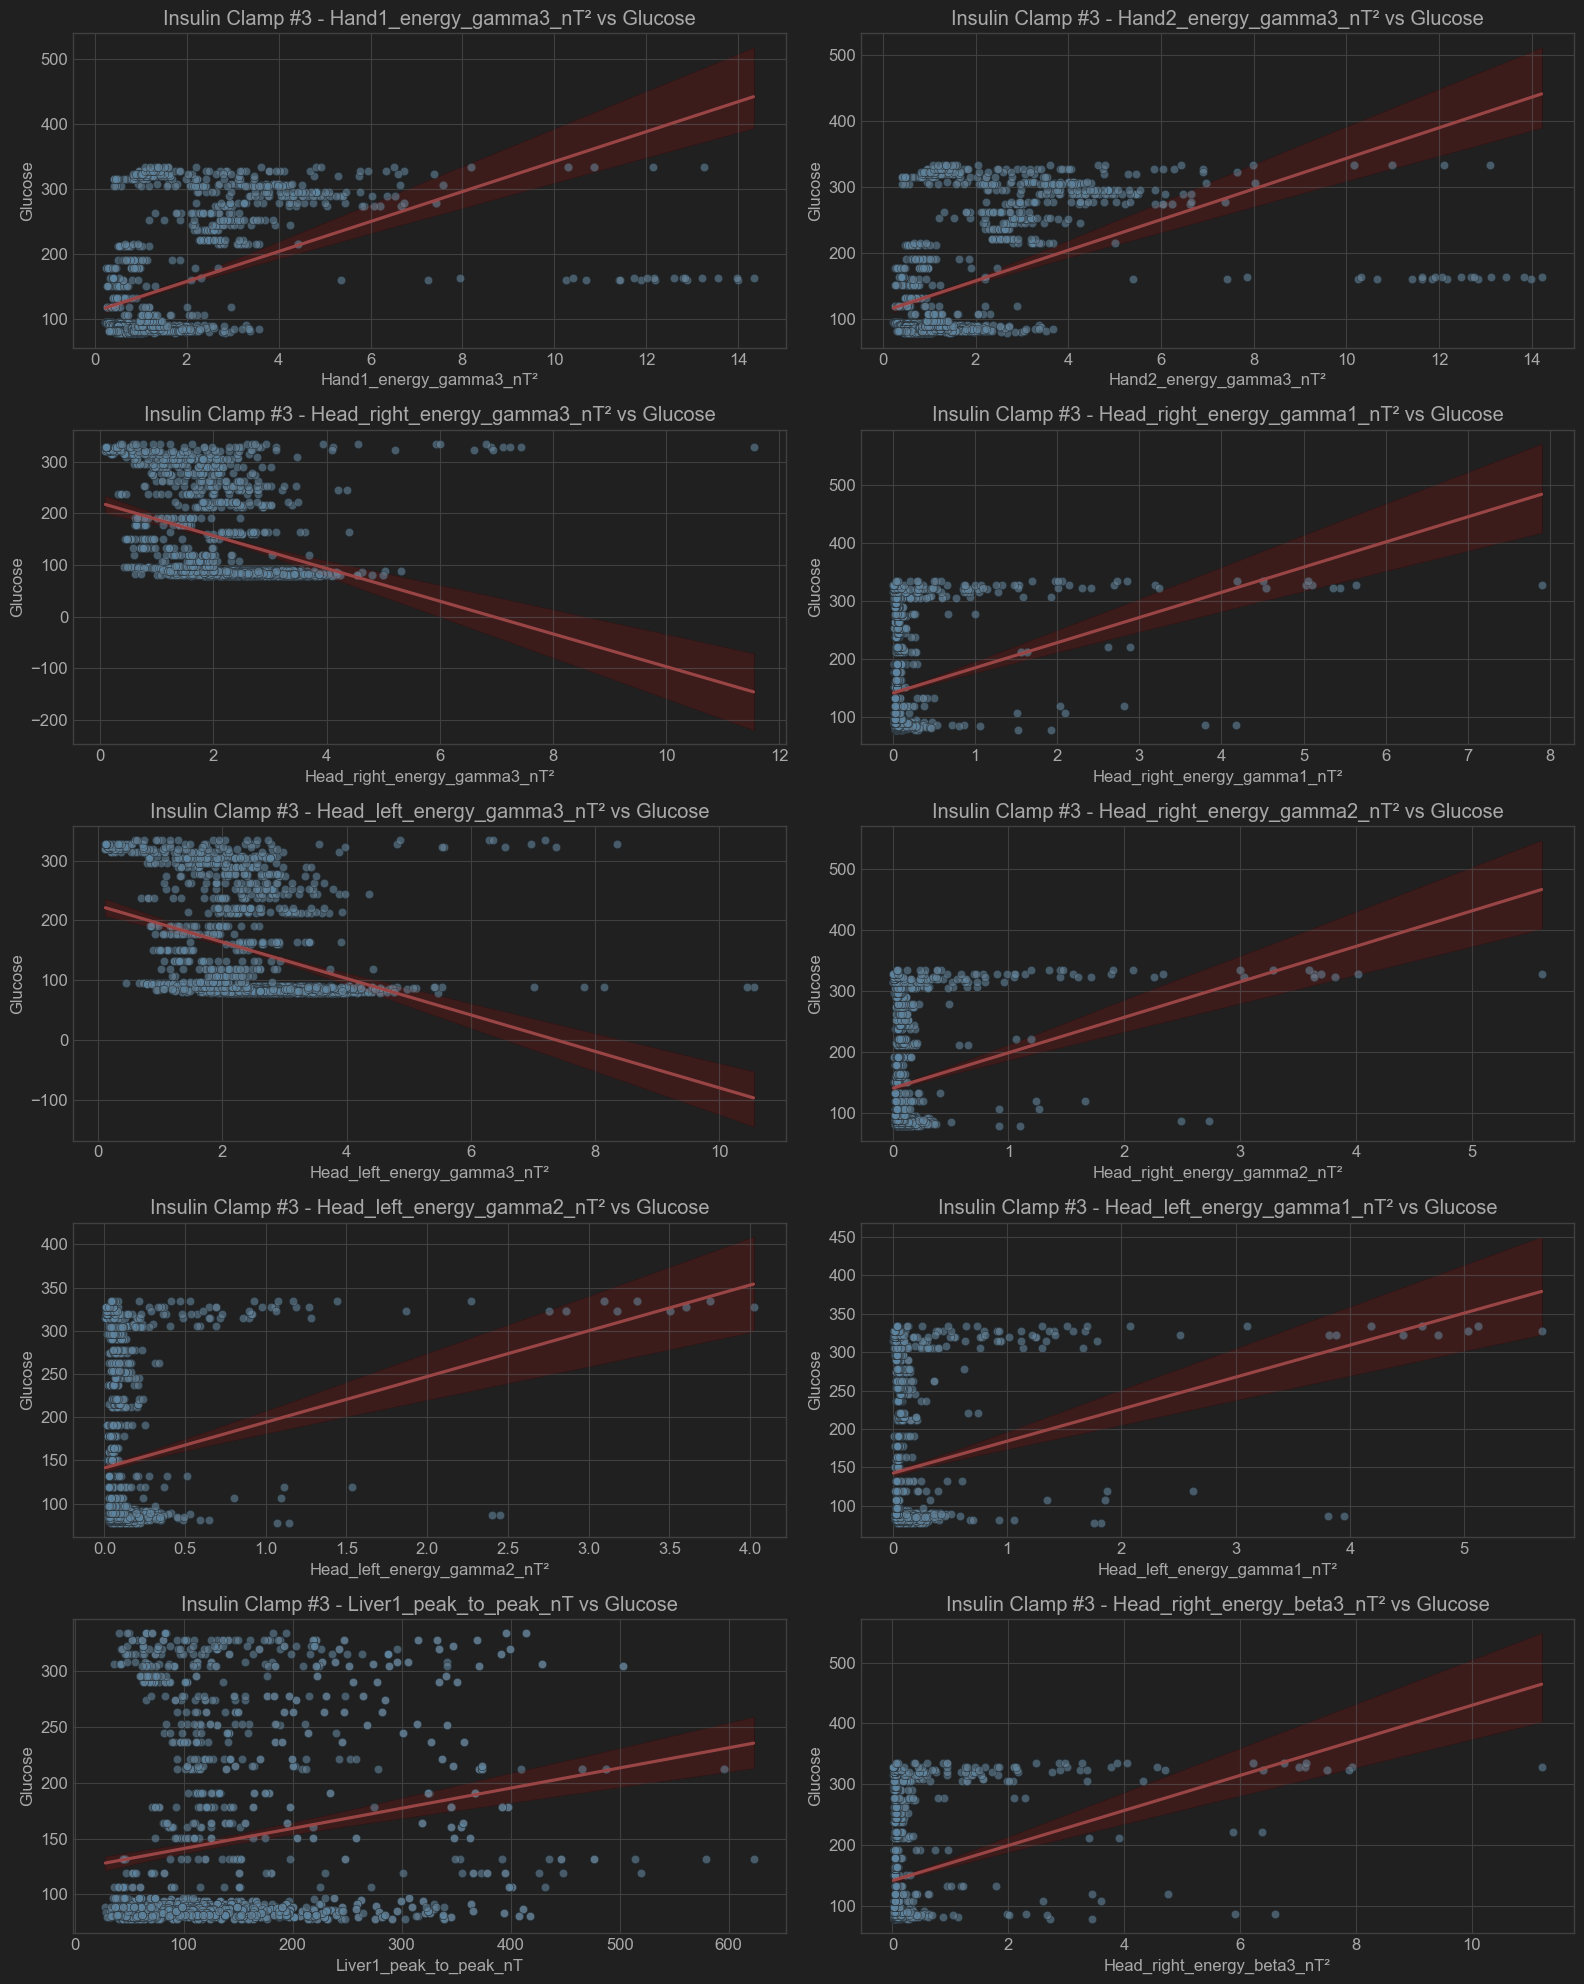 Insulin Clamp #3 - Hand1_energy_gamma3_nT² vs Glucose
500
400
300
200
100
Glucose
0 2 4 6 8 10 12 14
Hand1_energy_gamma3_nT²
Insulin Clamp #3 - Hand2_energy_gamma3_nT² vs Glucose
500
400
300
200
100
Glucose
0 2 4 6 8 10 12 14
Hand2_energy_gamma3_nT²
Insulin Clamp #3 - Head_right_energy_gamma3_nT² vs Glucose
300
200
100
0
−100
−200
Glucose
0 2 4 6 8 10 12
Head_right_energy_gamma3_nT²
Insulin Clamp #3 - Head_right_energy_gamma1_nT² vs Glucose
500
400
300
200
100
Glucose
0 1 2 3 4 5 6 7 8
Head_right_energy_gamma1_nT²
Insulin Clamp #3 - Head_left_energy_gamma3_nT² vs Glucose
300
200
100
0
−100
Glucose
0 2 4 6 8 10
Head_left_energy_gamma3_nT²
Insulin Clamp #3 - Head_right_energy_gamma2_nT² vs Glucose
500
400
300
200
100
Glucose
0 1 2 3 4 5
Head_right_energy_gamma2_nT²
Insulin Clamp #3 - Head_left_energy_gamma2_nT² vs Glucose
400
350
300
250
200
150
100
Glucose
0.0 0.5 1.0 1.5 2.0 2.5 3.0 3.5 4.0
Head_left_energy_gamma2_nT²
Insulin Clamp #3 - Head_left_energy_gamma1_nT² vs Glucose
450
400
350
300
250
200
150
100
Glucose
0 1 2 3 4 5
Head_left_energy_gamma1_nT²
Insulin Clamp #3 - Liver1_peak_to_peak_nT vs Glucose
300
250
200
150
100
Glucose
0 100 200 300 400 500 600
Liver1_peak_to_peak_nT
Insulin Clamp #3 - Head_right_energy_beta3_nT² vs Glucose
500
400
300
200
100
Glucose
0 2 4 6 8 10
Head_right_energy_beta3_nT²